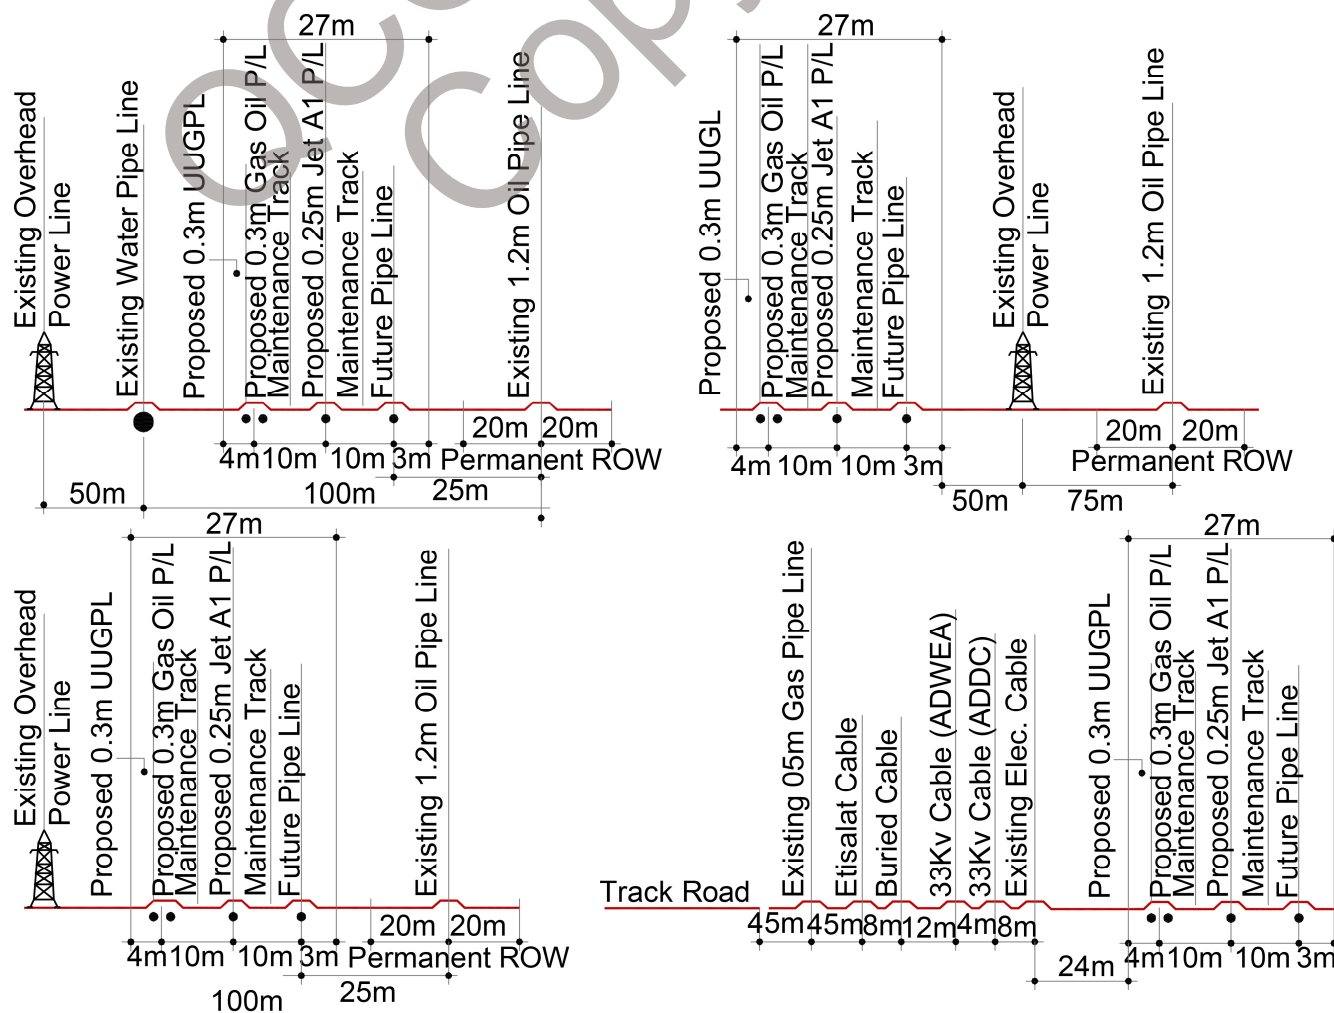 QCC
Copy
27m
Existing Overhead
Power Line
Existing Water Pipe Line
Proposed 0.3m UUGPL
Proposed 0.3m Gas Oil P/L
Maintenance Track
Proposed 0.25m Jet A1 P/L
Maintenance Track
Future Pipe Line
Existing 1.2m Oil Pipe Line
20m 20m
4m 10m 10m 3m Permanent ROW
50m 100m 25m
27m
Proposed 0.3m UUGL
Proposed 0.3m Gas Oil P/L
Maintenance Track
Proposed 0.25m Jet A1 P/L
Maintenance Track
Future Pipe Line
Existing Overhead
Power Line
Existing 1.2m Oil Pipe Line
20m 20m
4m 10m 10m 3m Permanent ROW
50m 75m
27m
Existing Overhead
Power Line
Proposed 0.3m UUGPL
Proposed 0.3m Gas Oil P/L
Maintenance Track
Proposed 0.25m Jet A1 P/L
Maintenance Track
Future Pipe Line
Existing 1.2m Oil Pipe Line
20m 20m
4m 10m 10m 3m Permanent ROW
100m 25m
27m
Track Road
Existing 05m Gas Pipe Line
Etisalat Cable
Buried Cable
33Kv Cable (ADWEA)
33Kv Cable (ADDC)
Existing Elec. Cable
Proposed 0.3m UUGPL
Proposed 0.3m Gas Oil P/L
Maintenance Track
Proposed 0.25m Jet A1 P/L
Maintenance Track
Future Pipe Line
45m 45m 8m 12m 4m 8m
24m 4m 10m 10m 3m